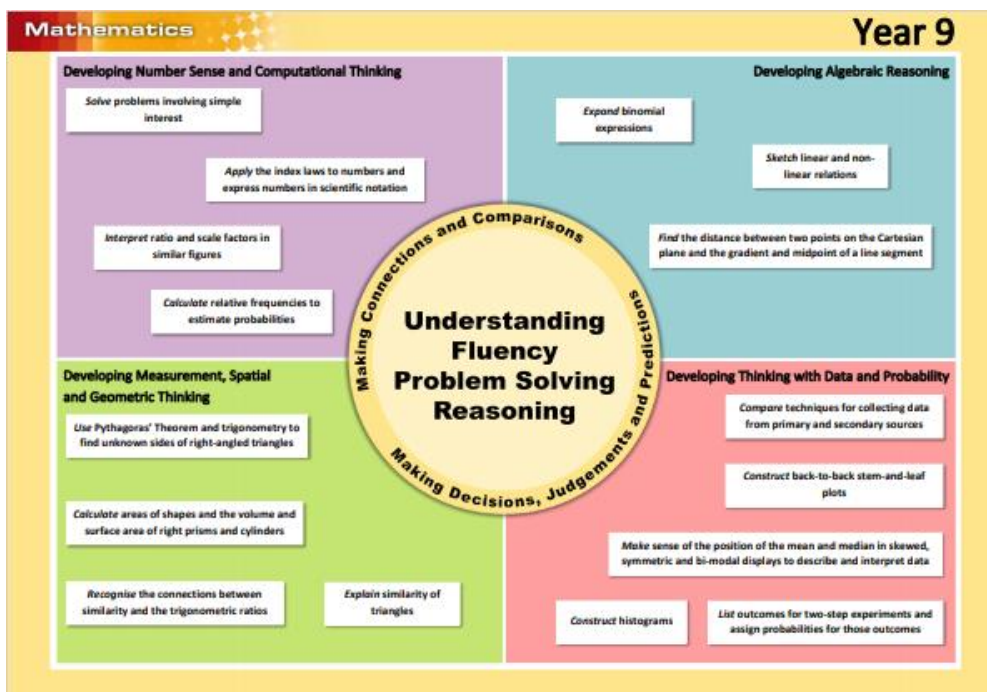 Mathematics
Year 9
Developing Number Sense and Computational Thinking
Solve problems involving simple
interest
Apply the index laws to numbers and
express numbers in scientific notation
Interpret ratio and scale factors in
similar figures
Calculate relative frequencies to
estimate probabilities
Developing Algebraic Reasoning
Expand binomial
expressions
Sketch linear and non-
linear relations
Find the distance between two points on the Cartesian
plane and the gradient and midpoint of a line segment
Making Connections and Comparisons
Understanding
Fluency
Problem Solving
Reasoning
Making Decisions, Judgements and Predictions
Developing Measurement, Spatial
and Geometric Thinking
Use Pythagoras' Theorem and trigonometry to
find unknown sides of right-angled triangles
Calculate areas of shapes and the volume and
surface area of right prisms and cylinders
Recognise the connections between
similarity and the trigonometric ratios
Explain similarity of
triangles
Developing Thinking with Data and Probability
Compare techniques for collecting data
from primary and secondary sources
Construct back-to-back stem-and-leaf
plots
Make sense of the position of the mean and median in skewed,
symmetric and bi-modal displays to describe and interpret data
Construct histograms
List outcomes for two-step experiments and
assign probabilities for those outcomes